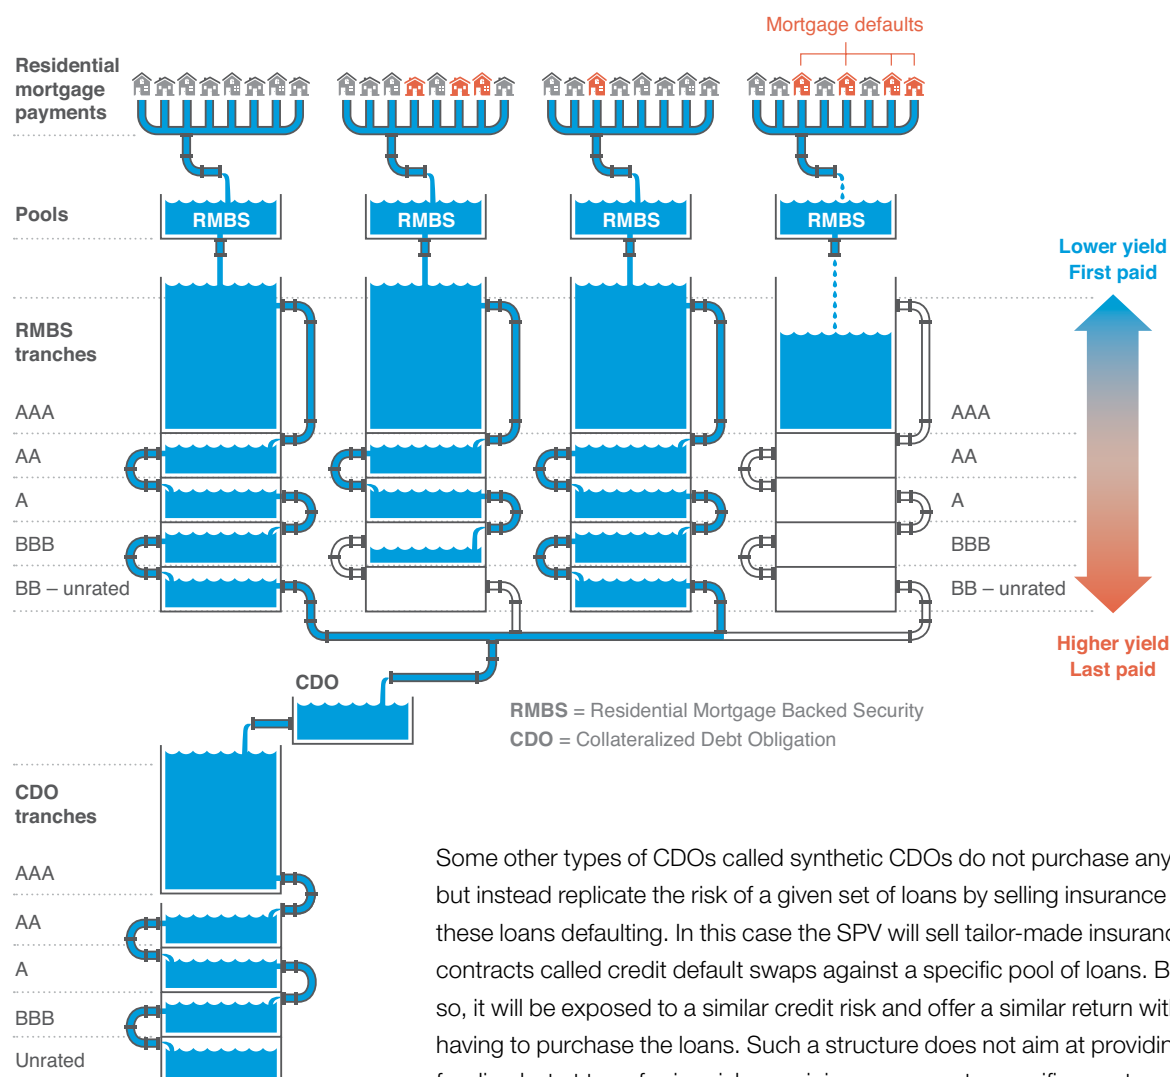 Mortgage defaults
Residential
mortgage
payments
Pools
RMBS
RMBS
RMBS
RMBS
Lower yield
First paid
RMBS
tranches
AAA
AAA
AA
AA
A
A
BBB
BBB
BB – unrated
BB – unrated
Higher yield
Last paid
CDO
RMBS = Residential Mortgage Backed Security
CDO = Collateralized Debt Obligation
CDO
tranches
AAA
AA
A
BBB
Unrated
Some other types of CDOs called synthetic CDOs do not purchase any
but instead replicate the risk of a given set of loans by selling insurance
these loans defaulting. In this case the SPV will sell tailor-made
contracts called credit default swaps against a specific pool of loans.
so, it will be exposed to a similar credit risk and offer a similar return
having to purchase the loans. Such a structure does not aim at